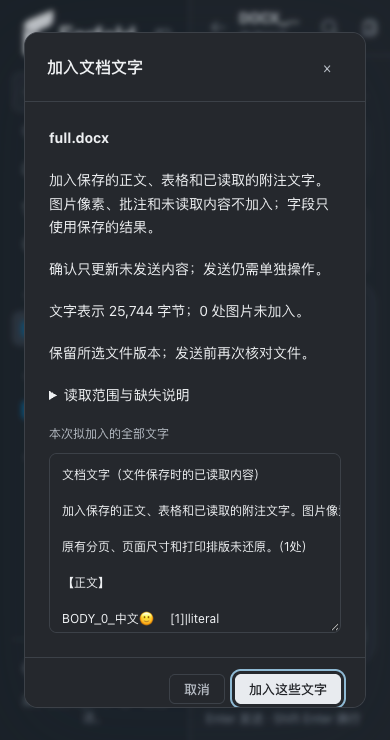 DOCX_
加入文档文字
×
full.docx
加入保存的正文、表格和已读取的附注文字。
图片像素、批注和未读取内容不加入；字段只
使用保存的结果。
确认只更新未发送内容；发送仍需单独操作。
文字表示 25,744 字节；0 处图片未加入。
保留所选文件版本；发送前再次核对文件。
▶ 读取范围与缺失说明
本次拟加入的全部文字
文档文字（文件保存时的已读取内容）
加入保存的正文、表格和已读取的附注文字。图片像
原有分页、页面尺寸和打印排版未还原。(1处)
【正文】
BODY_0_中文🙂 [1]|literal
取消
加入这些文字